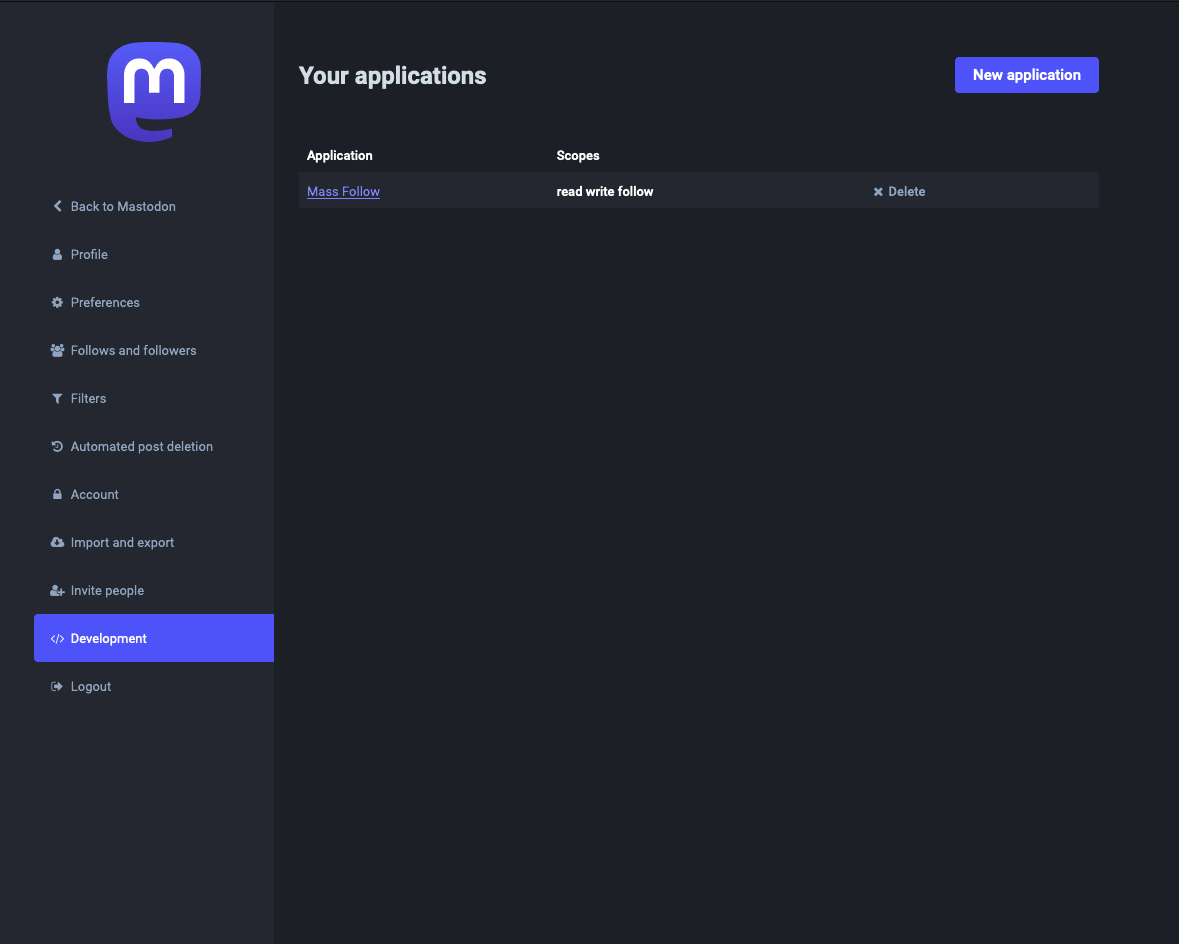 m
Back to Mastodon
Profile
Preferences
Follows and followers
Filters
Automated post deletion
Account
Import and export
Invite people
</> Development
Logout
Your applications
New application
Application Scopes
Mass Follow read write follow Delete